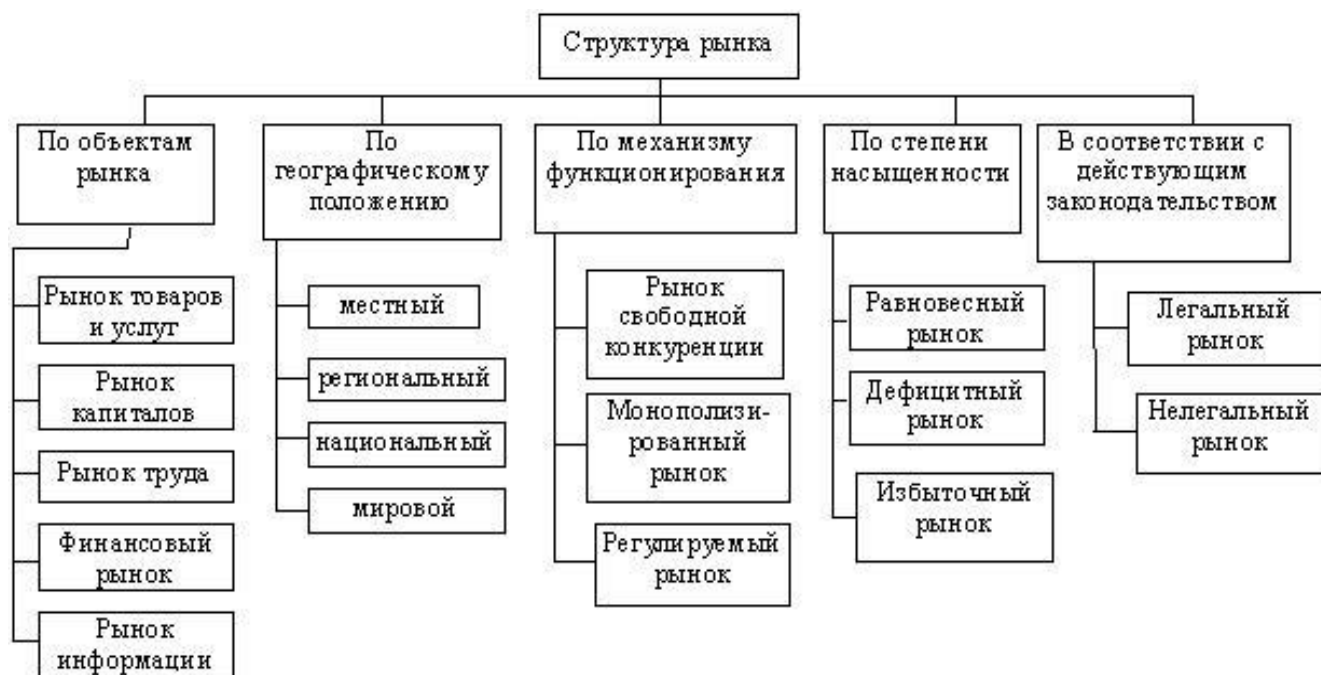 Структура рынка
По объектам
рынка
По
географическому
положению
По механизму
функционирования
По степени
насыщенности
В соответствии с
действующим
законодательством
Рынок товаров
и услуг
Рынок
капиталов
Рынок труда
Финансовый
рынок
Рынок
информации
местный
региональный
национальный
мировой
Рынок
свободной
конкуренции
Монополизи-
рованный
рынок
Регулируемый
рынок
Равновесный
рынок
Дефицитный
рынок
Избыточный
рынок
Легальный
рынок
Нелегальный
рынок